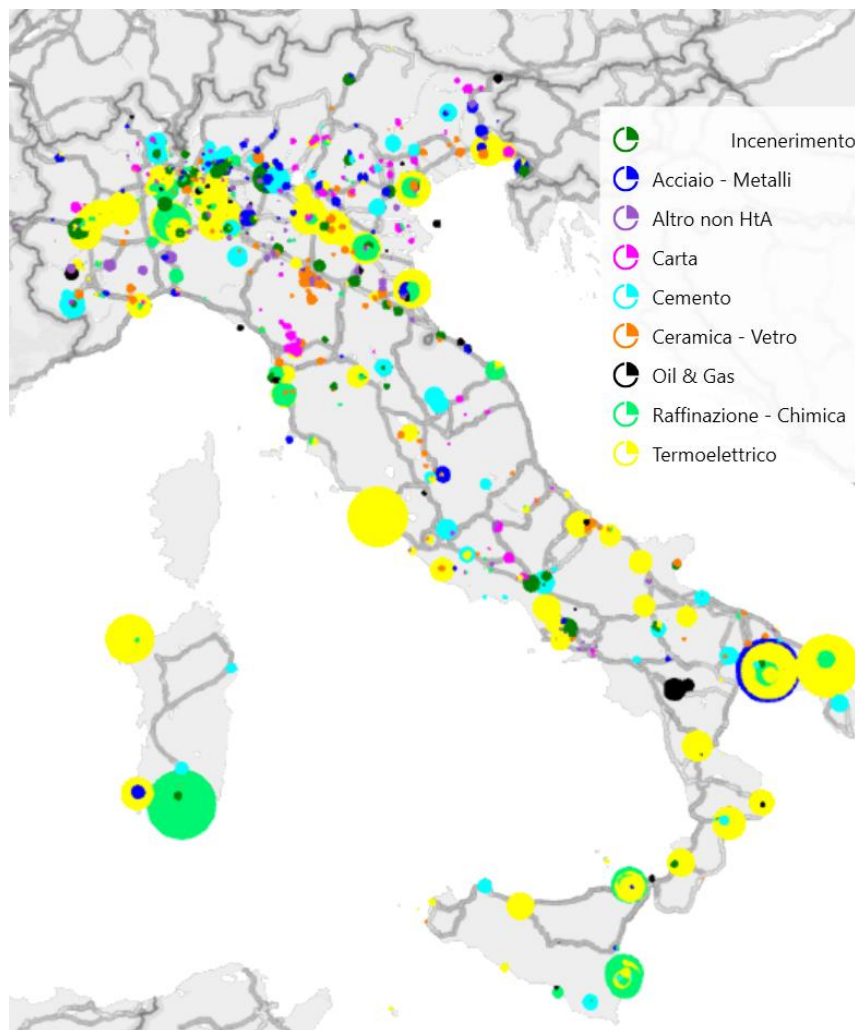 Incenerimento
Acciaio - Metalli
Altro non HtA
Carta
Cemento
Ceramica - Vetro
Oil & Gas
Raffinazione - Chimica
Termoelettrico